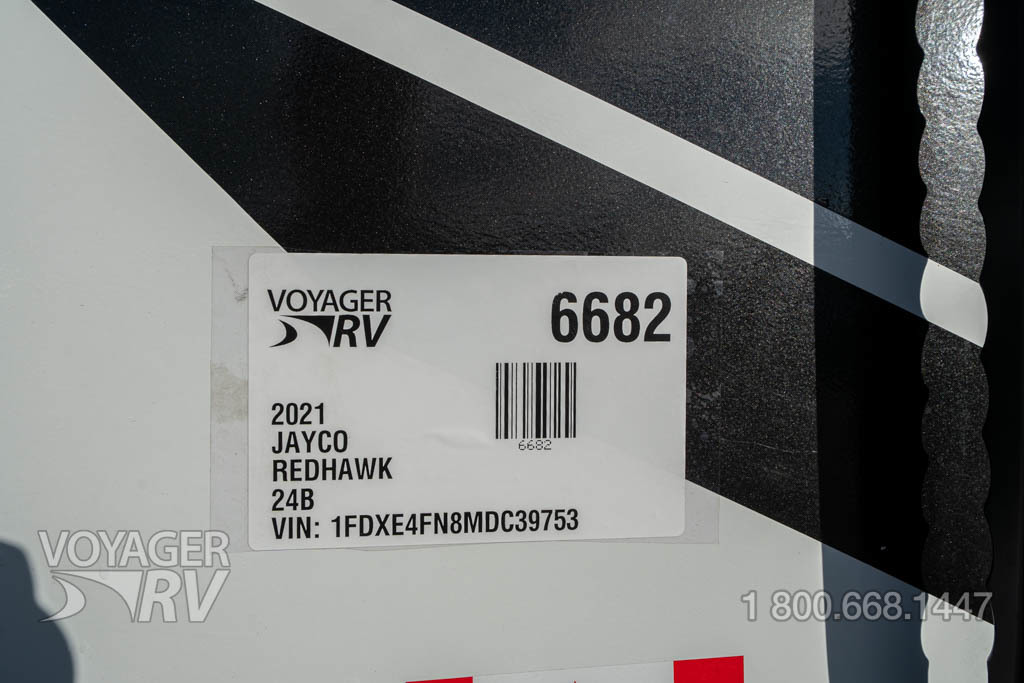 VOYAGER
RV
6682
6682
2021
JAYCO
REDHAWK
24B
VIN: 1FDXE4FN8MDC39753
VOYAGER
RV
1 800.668.1447